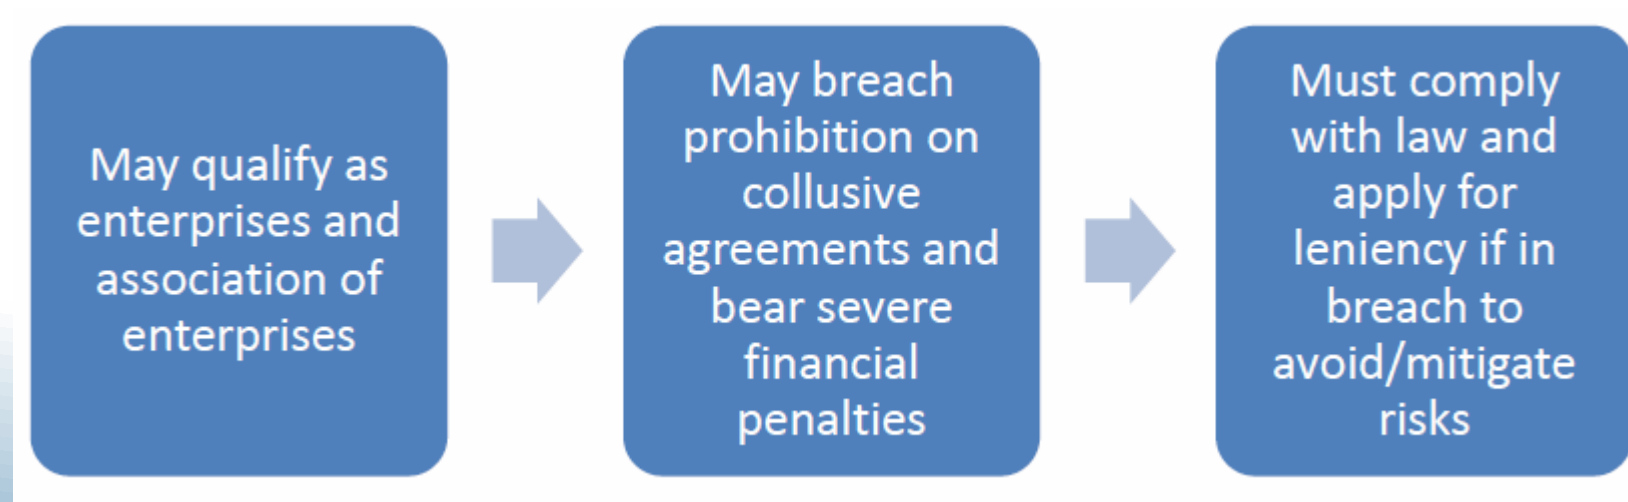 May qualify as
enterprises and
association of
enterprises
May breach
prohibition on
collusive
agreements and
bear severe
financial
penalties
Must comply
with law and
apply for
leniency if in
breach to
avoid/mitigate
risks